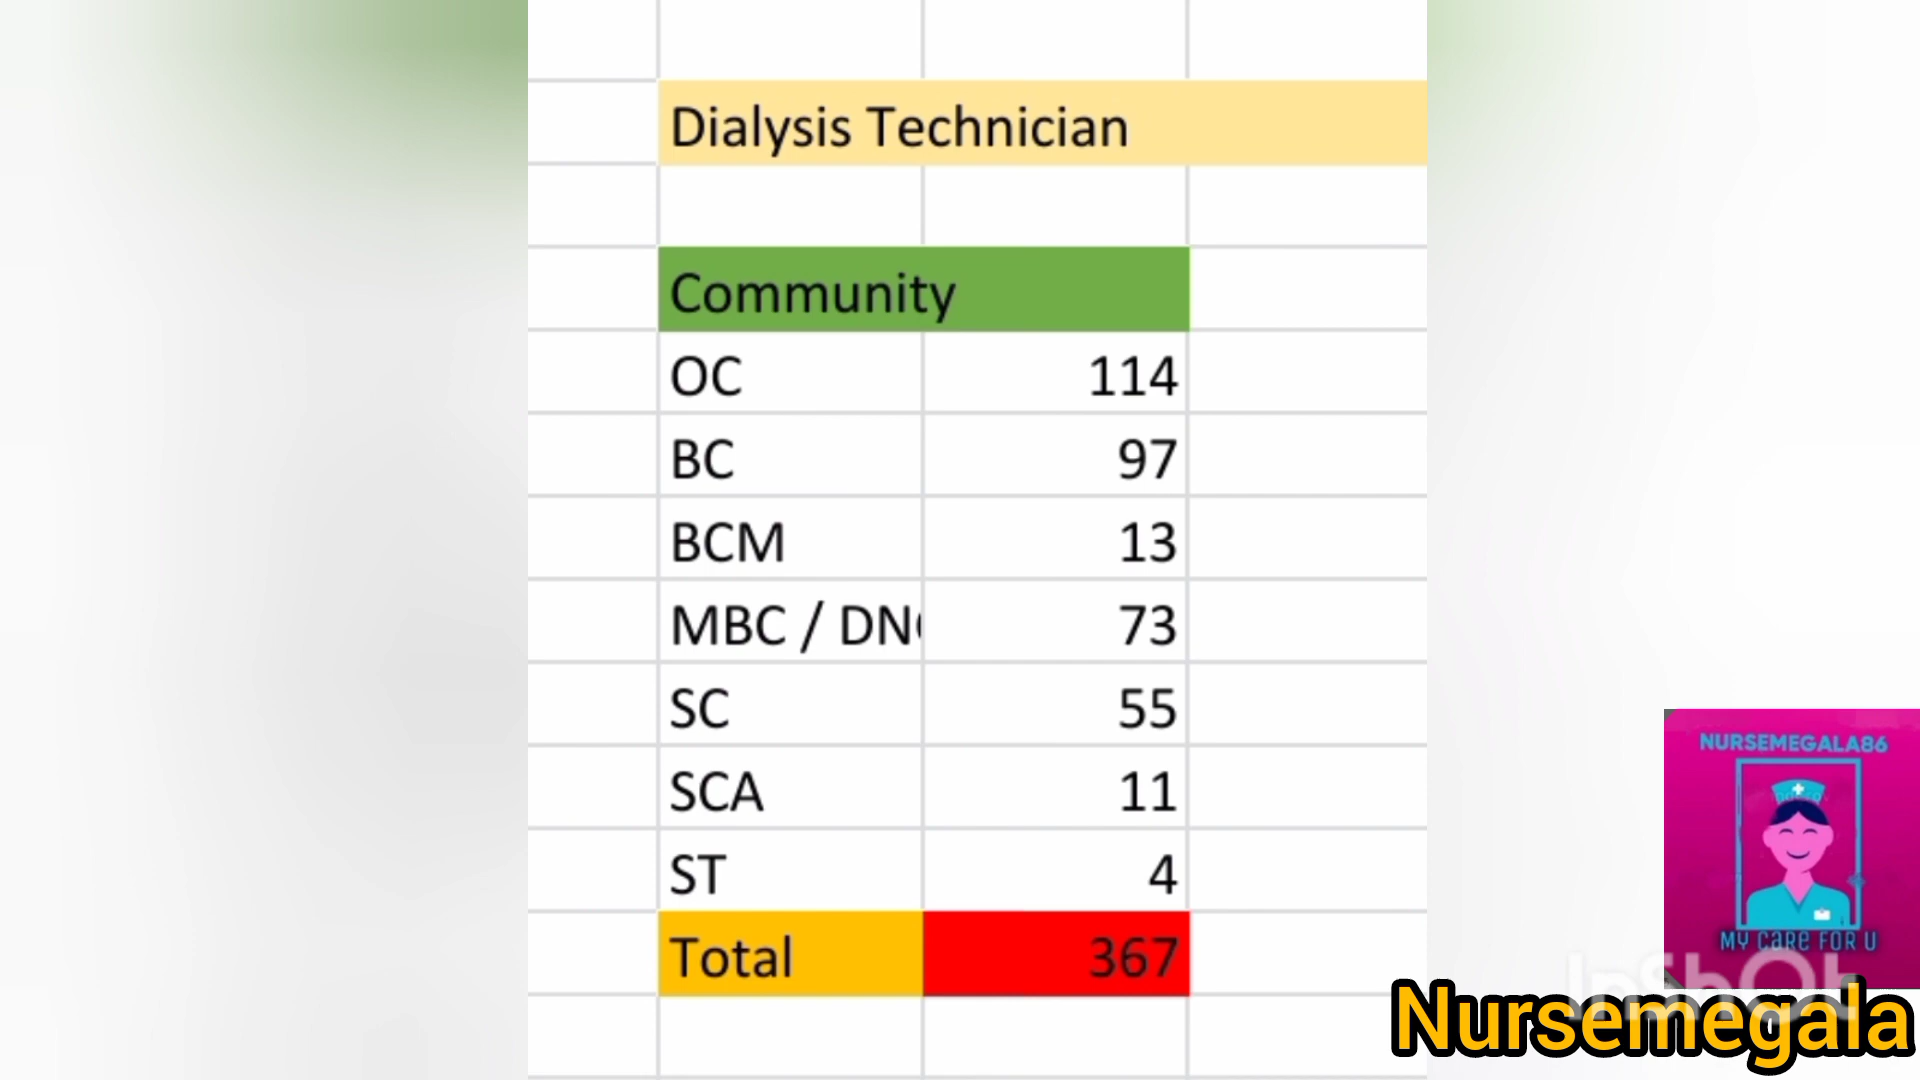 Dialysis Technician
Community
OC 114
BC 97
BCM 13
MBC / DN 73
SC 55
SCA 11
ST 4
Total 367
NURSEMEGALA86
MY CARE FOR U
InShOt
Nursemegala